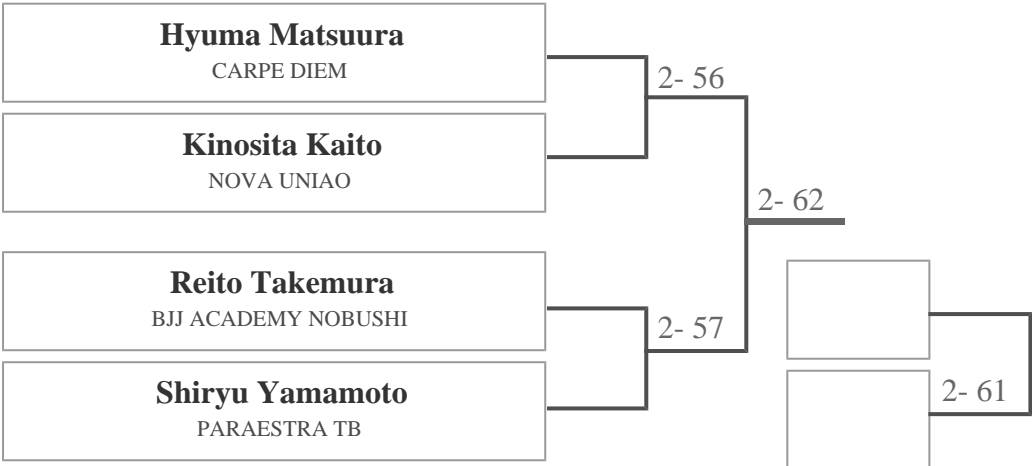 Hyuma Matsuura
CARPE DIEM
2- 56
Kinosita Kaito
NOVA UNIAO
2- 62
Reito Takemura
BJJ ACADEMY NOBUSHI
2- 57
Shiryu Yamamoto
PARAESTRA TB
2- 61